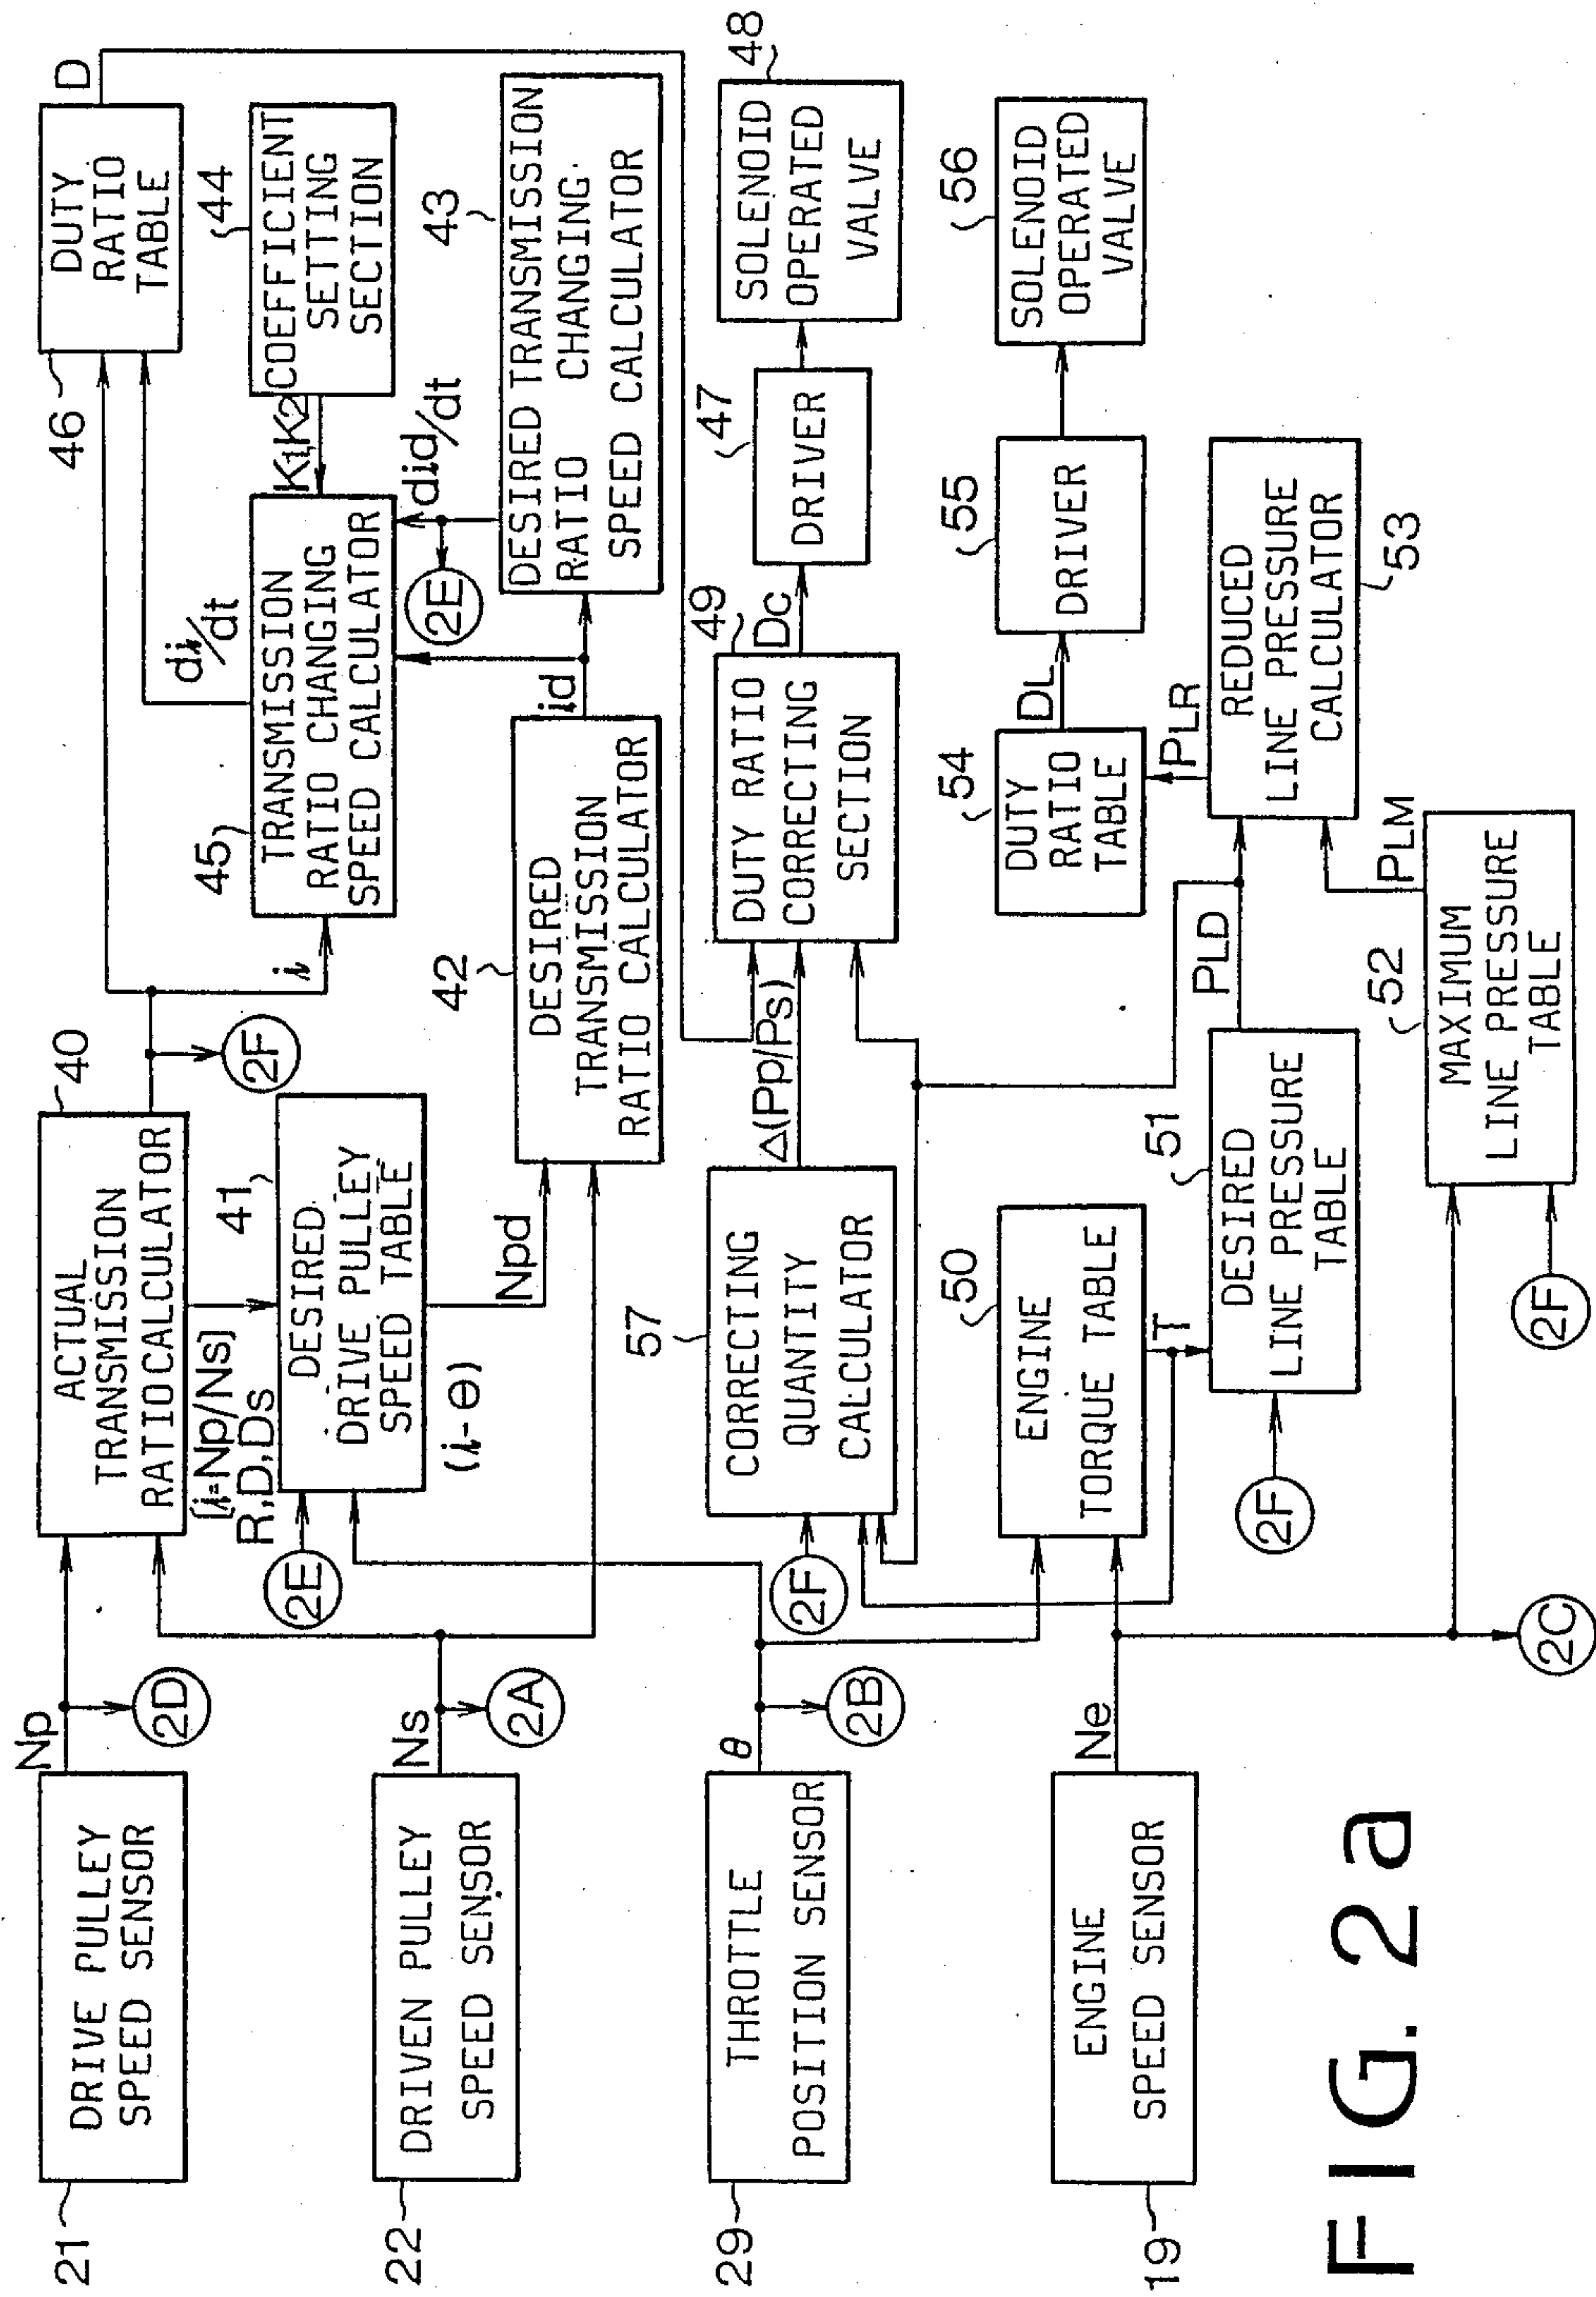 21
DRIVE PULLEY
SPEED SENSOR
Np
2D
22
DRIVEN PULLEY
SPEED SENSOR
Ns
2A
29
THROTTLE
POSITION SENSOR
θ
2B
19
ENGINE
SPEED SENSOR
Ne
2C
40
ACTUAL
TRANSMISSION
RATIO CALCULATOR
[i=Np/Ns]
R,D,Ds
2F
41
DESIRED
DRIVE PULLEY
SPEED TABLE
(i-θ)
2E
Npd
42
DESIRED
TRANSMISSION
RATIO CALCULATOR
id
i
45
TRANSMISSION
RATIO CHANGING
SPEED CALCULATOR
di/dt
K1,K2
2E
did/dt
46
DUTY
RATIO
TABLE
D
44
COEFFICIENT
SETTING
SECTION
43
DESIRED TRANSMISSION
RATIO CHANGING
SPEED CALCULATOR
57
CORRECTING
QUANTITY
CALCULATOR
2F
Δ(Pp/Ps)
49
DUTY RATIO
CORRECTING
SECTION
Dc
47
DRIVER
48
SOLENOID
OPERATED
VALVE
50
ENGINE
TORQUE TABLE
T
51
DESIRED
LINE PRESSURE
TABLE
2F
PLD
52
MAXIMUM
LINE PRESSURE
TABLE
2F
PLM
53
REDUCED
LINE PRESSURE
CALCULATOR
PLR
54
DUTY
RATIO
TABLE
DL
55
DRIVER
56
SOLENOID
OPERATED
VALVE
FIG. 2a